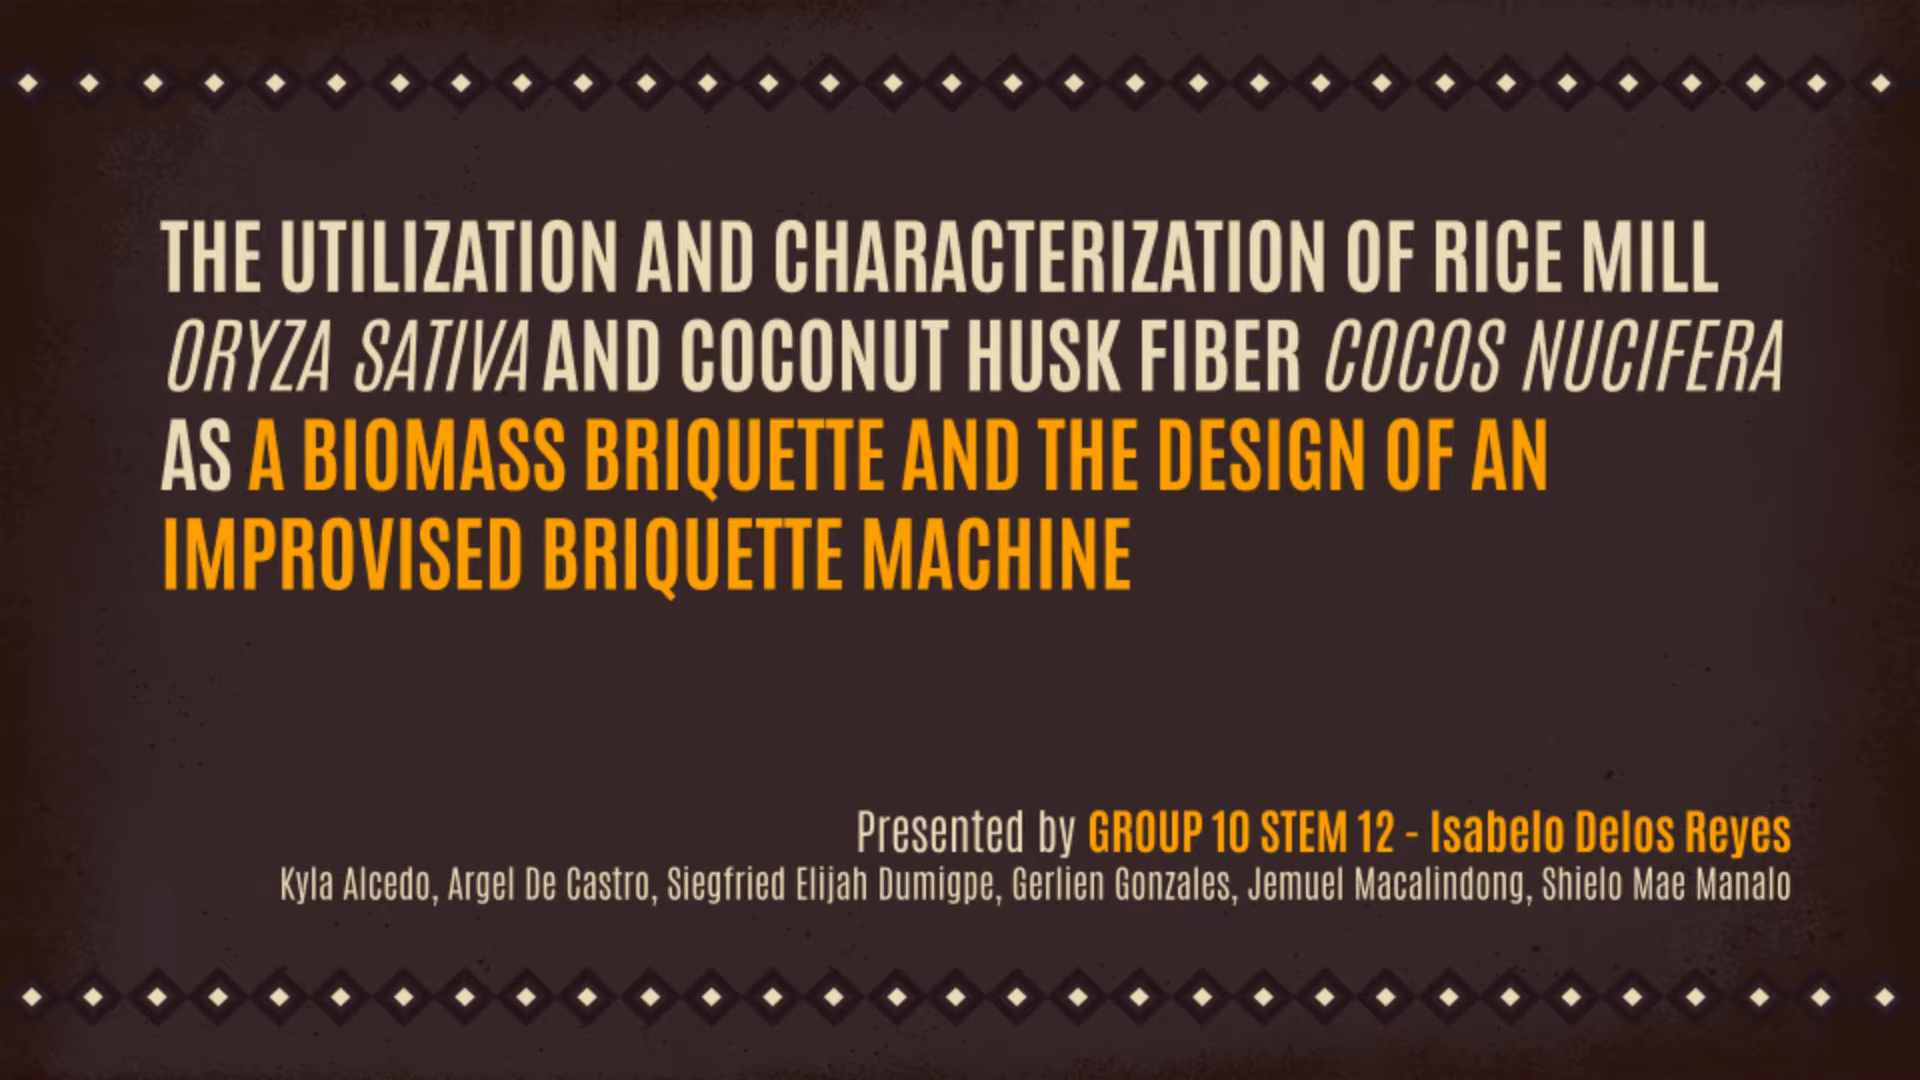 THE UTILIZATION AND CHARACTERIZATION OF RICE MILL
ORYZA SATIVA AND COCONUT HUSK FIBER COCOS NUCIFERA
AS A BIOMASS BRIQUETTE AND THE DESIGN OF AN
IMPROVISED BRIQUETTE MACHINE
Presented by GROUP 10 STEM 12 - Isabelo Delos Reyes
Kyla Alcedo, Argel De Castro, Siegfried Elijah Dumigpe, Gerlien Gonzales, Jemuel Macalindong, Shielo Mae Manalo